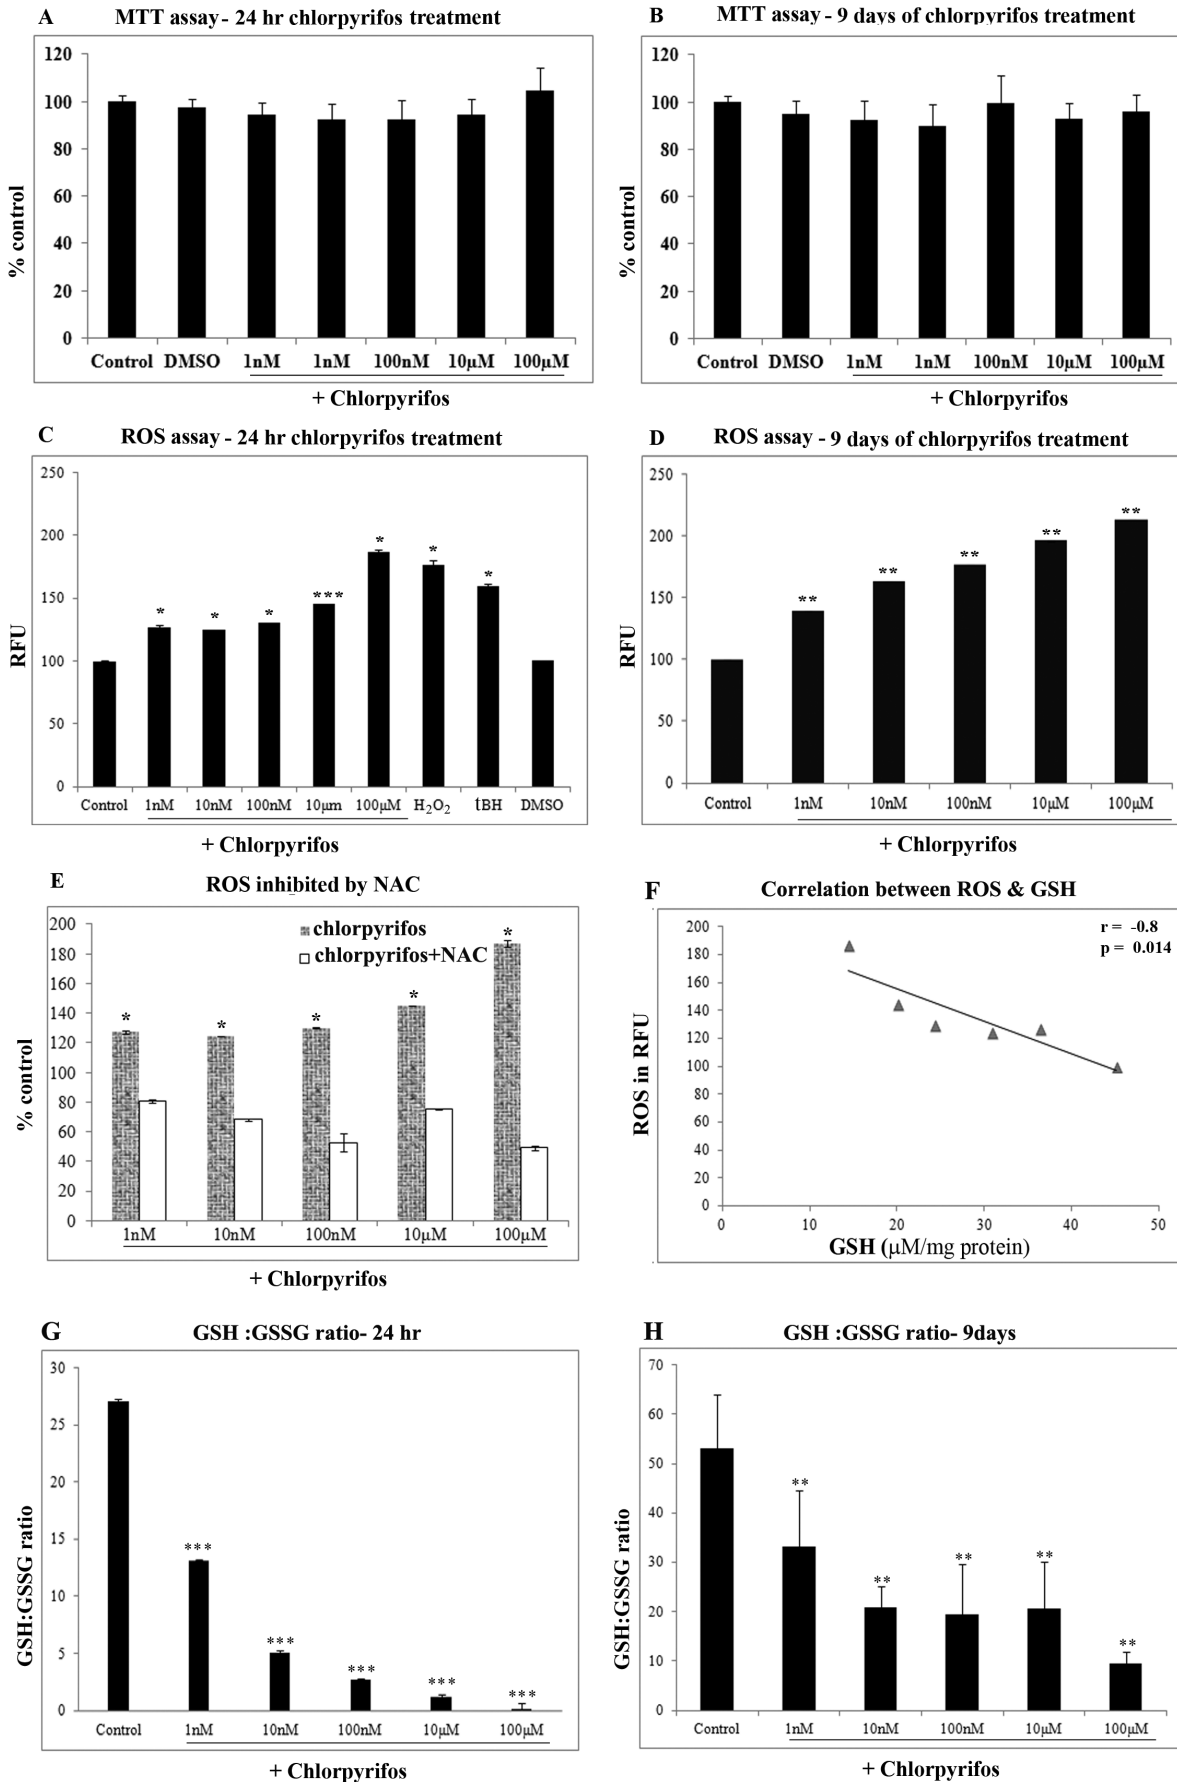 A
MTT assay - 24 hr chlorpyrifos treatment
120
100
80
60
40
20
0
% control
Control DMSO 1nM 1nM 100nM 10µM 100µM
+ Chlorpyrifos
B
MTT assay - 9 days of chlorpyrifos treatment
120
100
80
60
40
20
0
% control
Control DMSO 1nM 1nM 100nM 10µM 100µM
+ Chlorpyrifos
C
ROS assay - 24 hr chlorpyrifos treatment
250
200
150
100
50
0
RFU
* * * *** * * *
Control 1nM 10nM 100nM 10µm 100µM H2O2 tBH DMSO
+ Chlorpyrifos
D
ROS assay - 9 days of chlorpyrifos treatment
250
200
150
100
50
0
RFU
** ** ** ** **
Control 1nM 10nM 100nM 10µM 100µM
+ Chlorpyrifos
E
ROS inhibited by NAC
200
180
160
140
120
100
80
60
40
20
0
% control
chlorpyrifos
chlorpyrifos+NAC
* * * * *
1nM 10nM 100nM 10µM 100µM
+ Chlorpyrifos
F
Correlation between ROS & GSH
r = -0.8
p = 0.014
200
180
160
140
120
100
80
60
40
20
0
ROS in RFU
0 10 20 30 40 50
GSH (µM/mg protein)
G
GSH :GSSG ratio- 24 hr
30
25
20
15
10
5
0
GSH:GSSG ratio
*** *** *** *** ***
Control 1nM 10nM 100nM 10µM 100µM
+ Chlorpyrifos
H
GSH :GSSG ratio- 9days
70
60
50
40
30
20
10
0
GSH:GSSG ratio
** ** ** ** **
Control 1nM 10nM 100nM 10µM 100µM
+ Chlorpyrifos